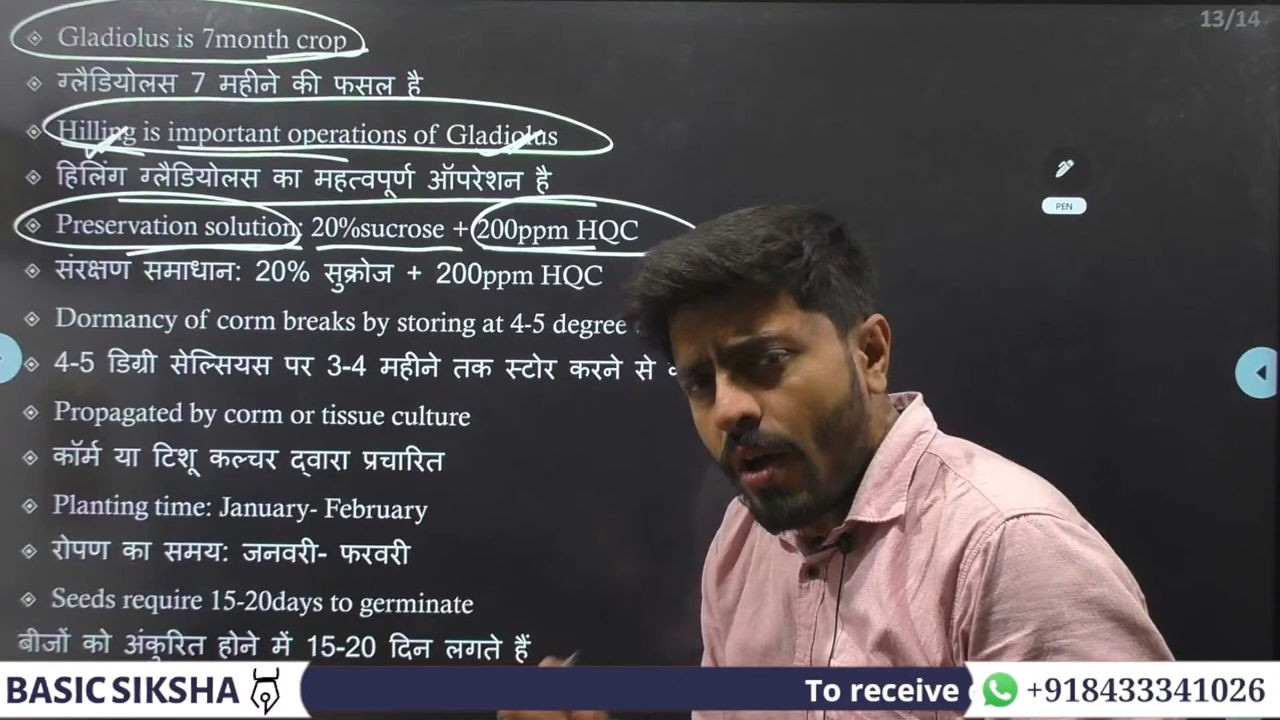 13/14
Gladiolus is 7month crop
ग्लैडियोलस 7 महीने की फसल है
Hilling is important operations of Gladiolus
हिलिंग ग्लैडियोलस का महत्वपूर्ण ऑपरेशन है
Preservation solution: 20%sucrose + 200ppm HQC
संरक्षण समाधान: 20% सुक्रोज + 200ppm HQC
Dormancy of corm breaks by storing at 4-5 degree
4-5 डिग्री सेल्सियस पर 3-4 महीने तक स्टोर करने से
Propagated by corm or tissue culture
कॉर्म या टिशू कल्चर द्वारा प्रचारित
Planting time: January- February
रोपण का समय: जनवरी- फरवरी
Seeds require 15-20days to germinate
बीजों को अंकुरित होने में 15-20 दिन लगते हैं
PEN
BASIC SIKSHA
To receive
+918433341026